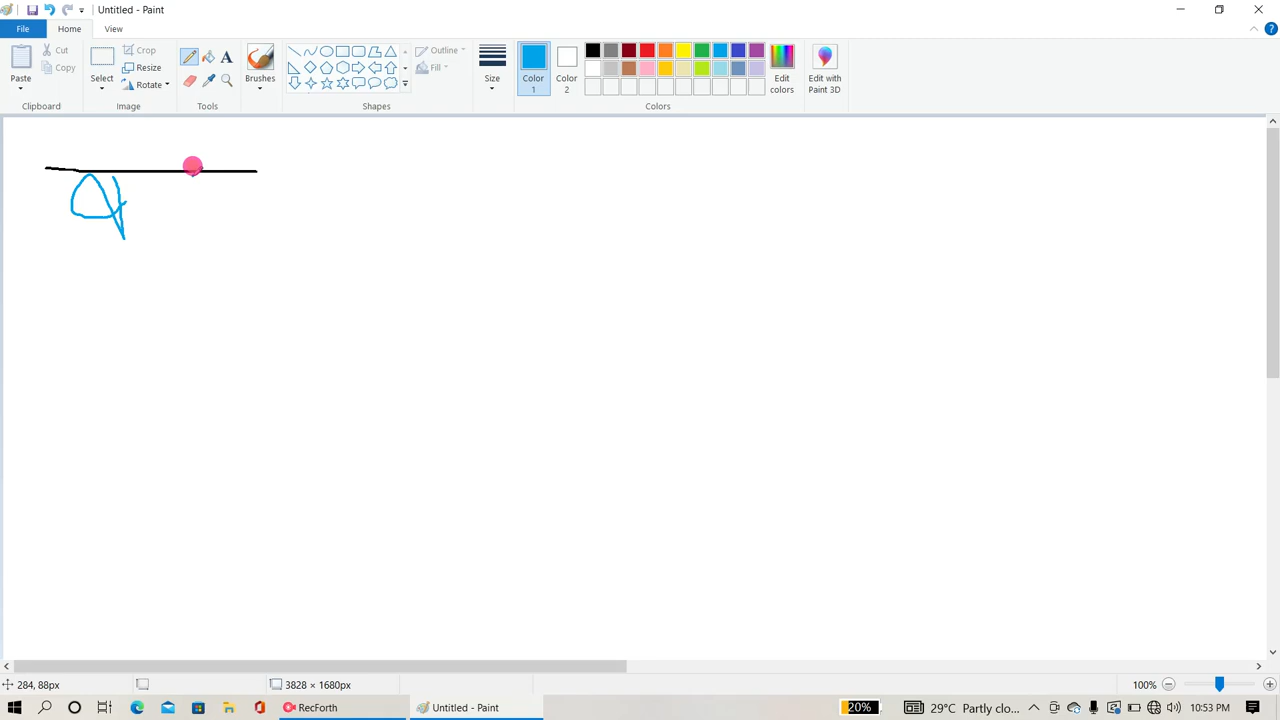 Untitled - Paint
File Home View
Paste
Cut
Copy
Clipboard
Select
Crop
Resize
Rotate
Image
A
Tools
Brushes
Outline
Fill
Shapes
Size
Color 1
Color 2
Edit colors
Colors
Edit with Paint 3D
284, 88px
3828 × 1680px
100%
RecForth
Untitled - Paint
20%
29°C Partly clo...
10:53 PM